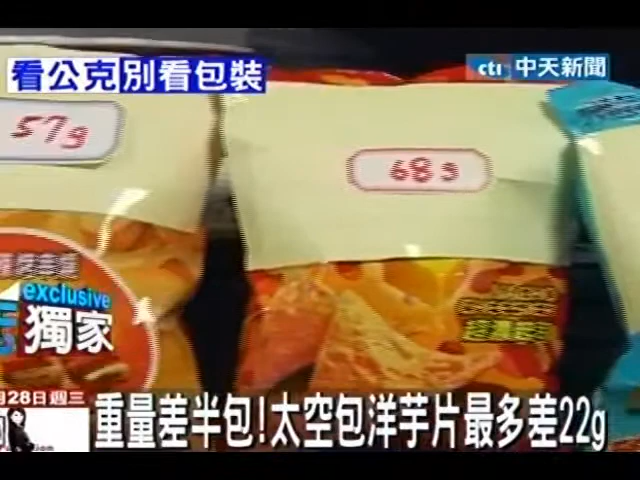 看公克別看包裝
cti 中天新聞
57g
68g
exclusive
獨家
月28日週三
重量差半包!太空包洋芋片最多差22g